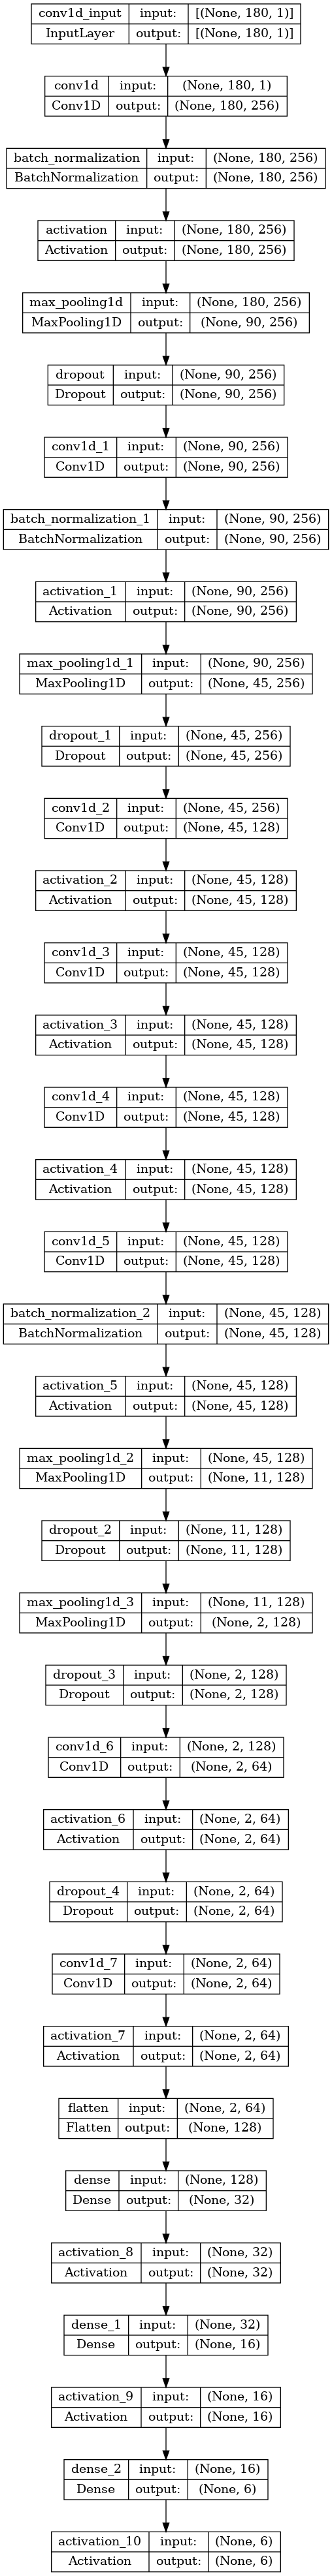 conv1d_input input: [(None, 180, 1)]
InputLayer output: [(None, 180, 1)]
conv1d input: (None, 180, 1)
Conv1D output: (None, 180, 256)
batch_normalization input: (None, 180, 256)
BatchNormalization output: (None, 180, 256)
activation input: (None, 180, 256)
Activation output: (None, 180, 256)
max_pooling1d input: (None, 180, 256)
MaxPooling1D output: (None, 90, 256)
dropout input: (None, 90, 256)
Dropout output: (None, 90, 256)
conv1d_1 input: (None, 90, 256)
Conv1D output: (None, 90, 256)
batch_normalization_1 input: (None, 90, 256)
BatchNormalization output: (None, 90, 256)
activation_1 input: (None, 90, 256)
Activation output: (None, 90, 256)
max_pooling1d_1 input: (None, 90, 256)
MaxPooling1D output: (None, 45, 256)
dropout_1 input: (None, 45, 256)
Dropout output: (None, 45, 256)
conv1d_2 input: (None, 45, 256)
Conv1D output: (None, 45, 128)
activation_2 input: (None, 45, 128)
Activation output: (None, 45, 128)
conv1d_3 input: (None, 45, 128)
Conv1D output: (None, 45, 128)
activation_3 input: (None, 45, 128)
Activation output: (None, 45, 128)
conv1d_4 input: (None, 45, 128)
Conv1D output: (None, 45, 128)
activation_4 input: (None, 45, 128)
Activation output: (None, 45, 128)
conv1d_5 input: (None, 45, 128)
Conv1D output: (None, 45, 128)
batch_normalization_2 input: (None, 45, 128)
BatchNormalization output: (None, 45, 128)
activation_5 input: (None, 45, 128)
Activation output: (None, 45, 128)
max_pooling1d_2 input: (None, 45, 128)
MaxPooling1D output: (None, 11, 128)
dropout_2 input: (None, 11, 128)
Dropout output: (None, 11, 128)
max_pooling1d_3 input: (None, 11, 128)
MaxPooling1D output: (None, 2, 128)
dropout_3 input: (None, 2, 128)
Dropout output: (None, 2, 128)
conv1d_6 input: (None, 2, 128)
Conv1D output: (None, 2, 64)
activation_6 input: (None, 2, 64)
Activation output: (None, 2, 64)
dropout_4 input: (None, 2, 64)
Dropout output: (None, 2, 64)
conv1d_7 input: (None, 2, 64)
Conv1D output: (None, 2, 64)
activation_7 input: (None, 2, 64)
Activation output: (None, 2, 64)
flatten input: (None, 2, 64)
Flatten output: (None, 128)
dense input: (None, 128)
Dense output: (None, 32)
activation_8 input: (None, 32)
Activation output: (None, 32)
dense_1 input: (None, 32)
Dense output: (None, 16)
activation_9 input: (None, 16)
Activation output: (None, 16)
dense_2 input: (None, 16)
Dense output: (None, 6)
activation_10 input: (None, 6)
Activation output: (None, 6)